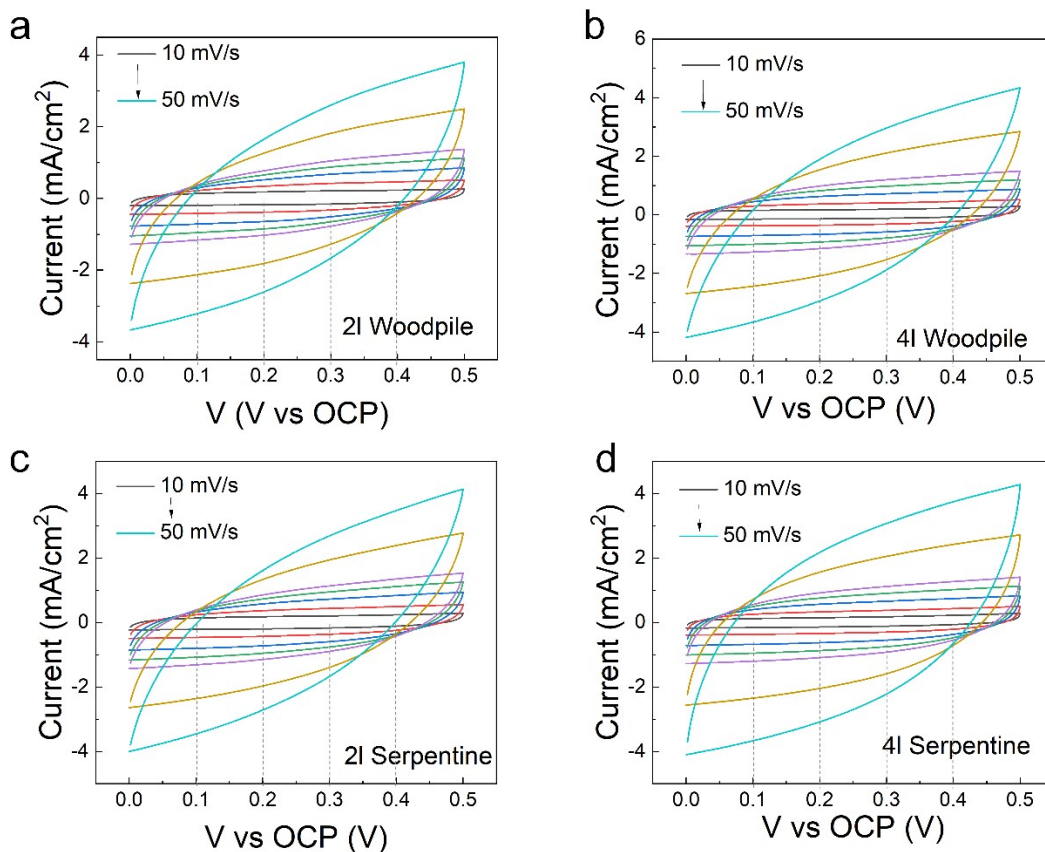 a
4
2
0
-2
-4
Current (mA/cm²)
10 mV/s
50 mV/s
2I Woodpile
0.0 0.1 0.2 0.3 0.4 0.5
V (V vs OCP)
b
6
4
2
0
-2
-4
Current (mA/cm²)
10 mV/s
50 mV/s
4I Woodpile
0.0 0.1 0.2 0.3 0.4 0.5
V vs OCP (V)
c
4
2
0
-2
-4
Current (mA/cm²)
10 mV/s
50 mV/s
2I Serpentine
0.0 0.1 0.2 0.3 0.4 0.5
V vs OCP (V)
d
4
2
0
-2
-4
Current (mA/cm²)
10 mV/s
50 mV/s
4I Serpentine
0.0 0.1 0.2 0.3 0.4 0.5
V vs OCP (V)